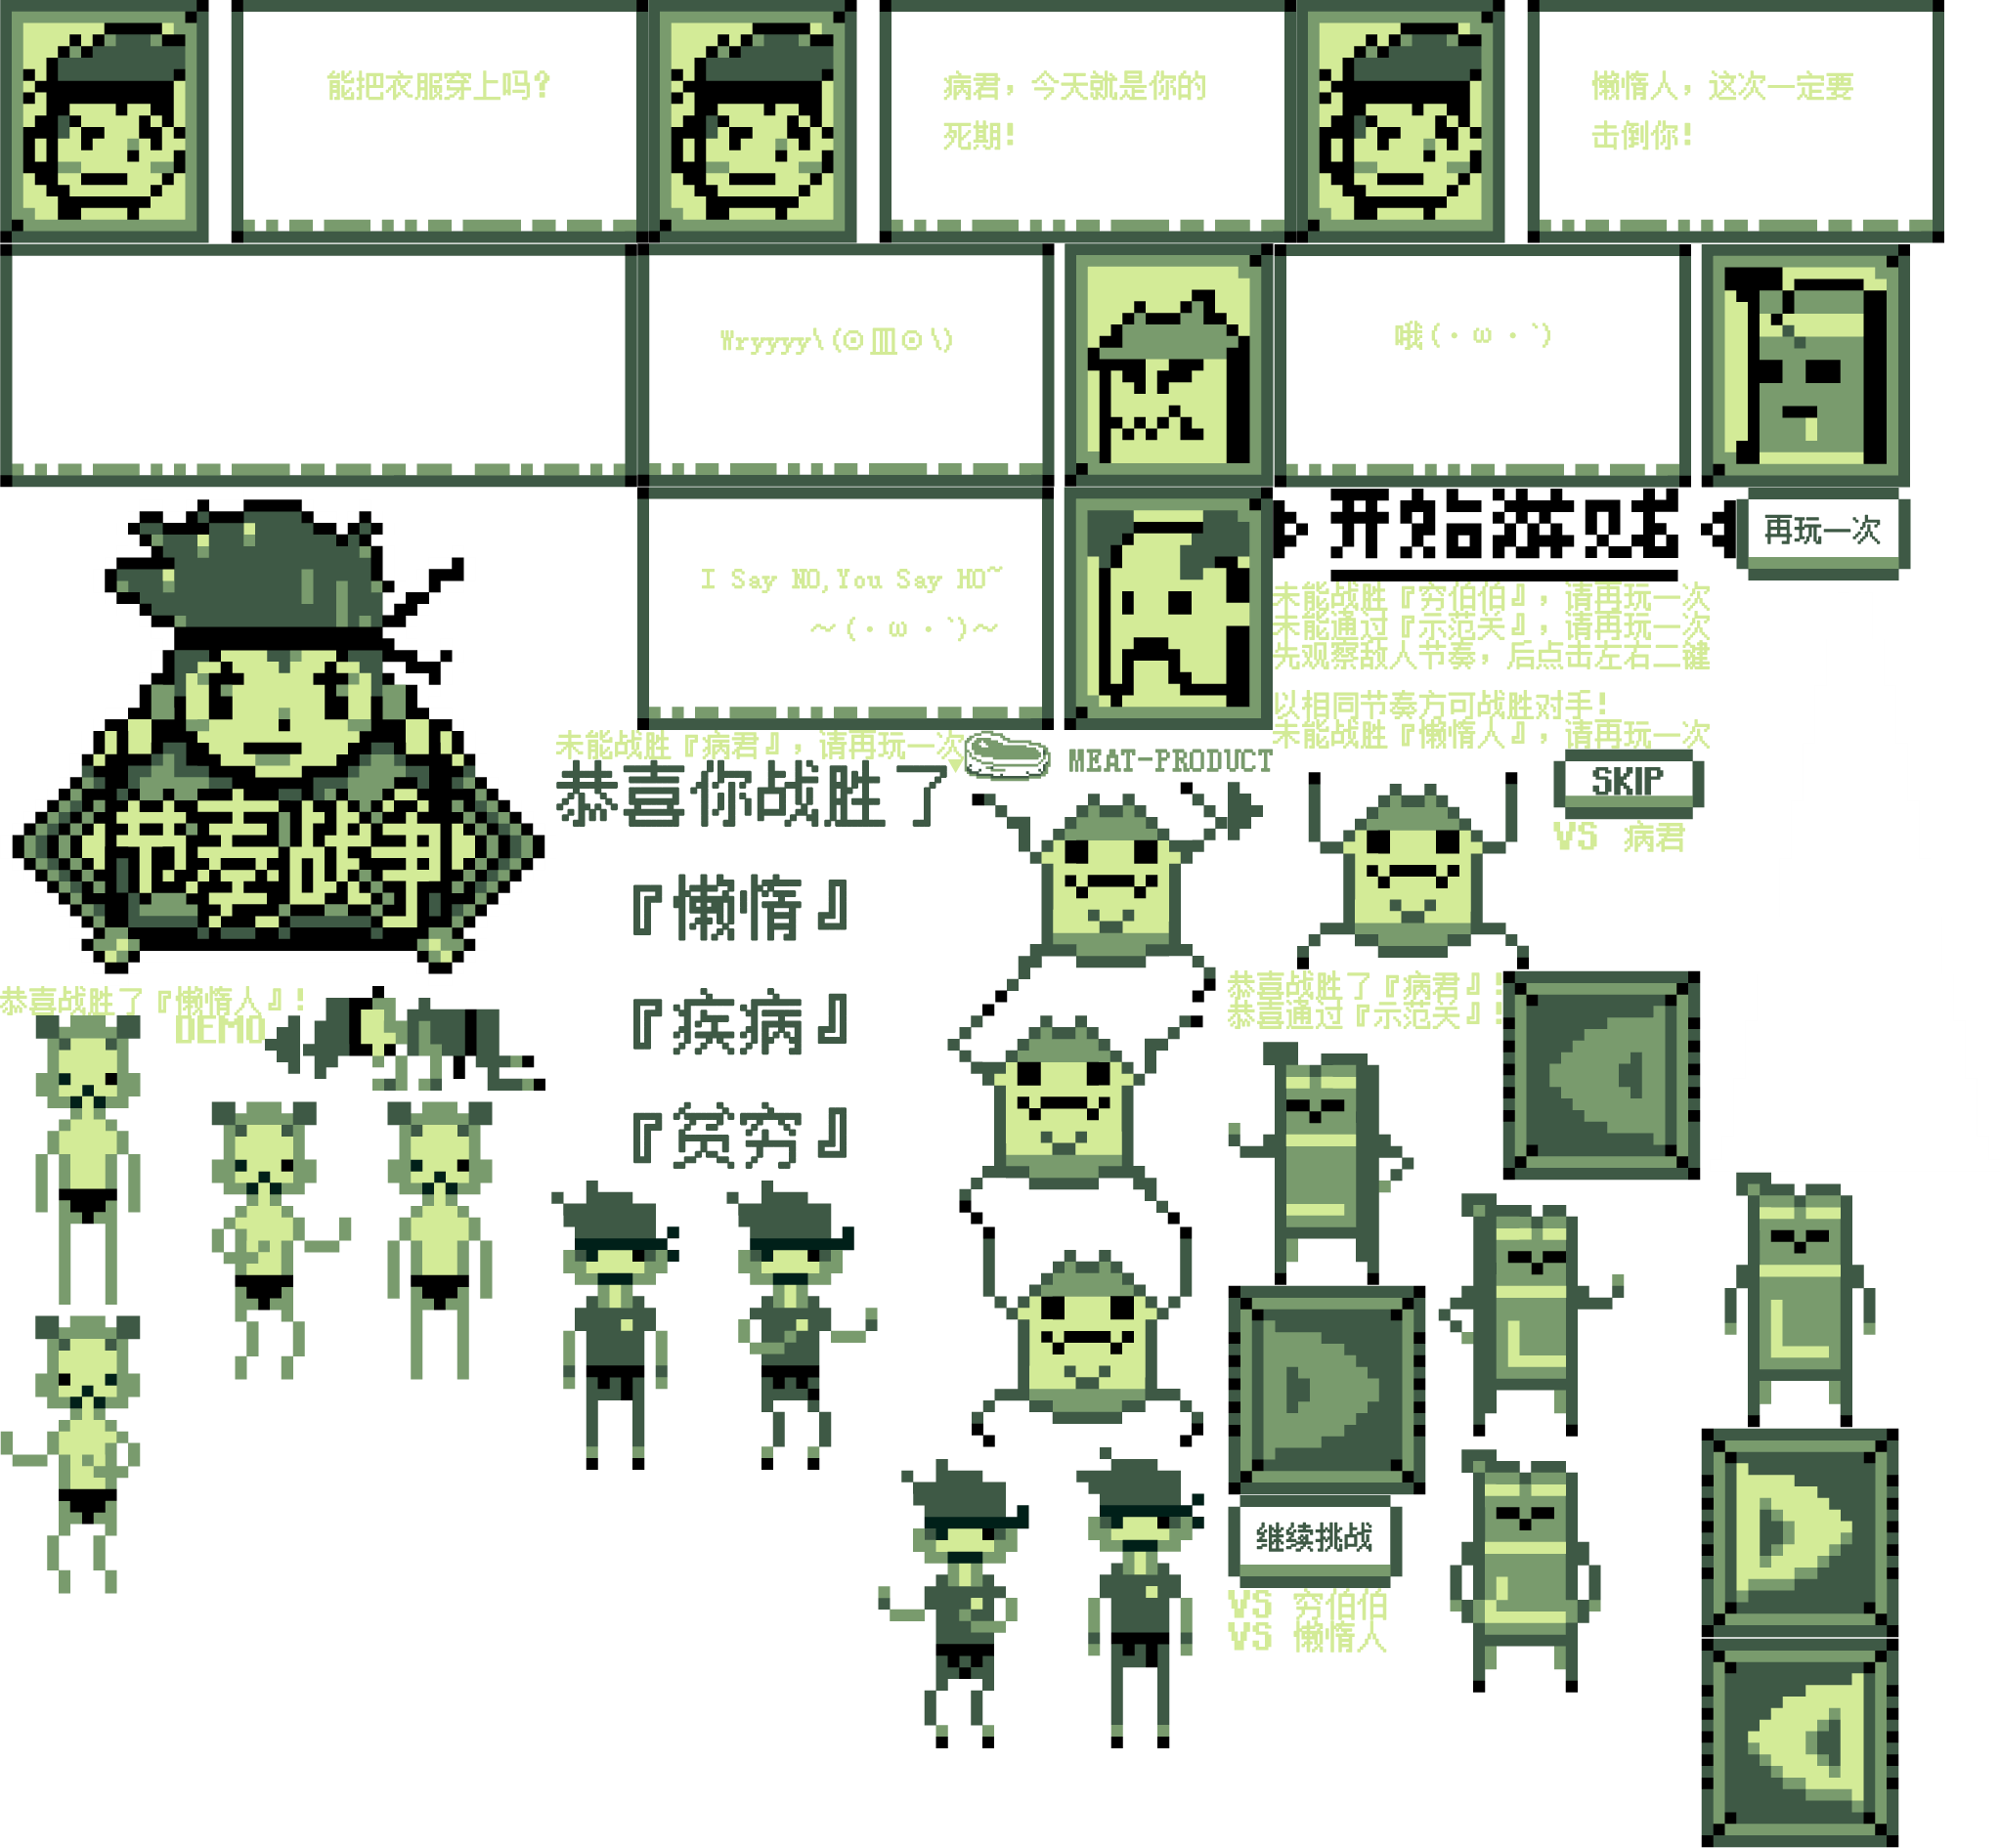 能把衣服穿上吗?
病君，今天就是你的
死期!
懒惰人，这次一定要
击倒你!
Wryyyy\(⊙皿⊙\)
哦(・ω・`)
I Say NO,You Say HO~
～(・ω・`)～
开始游戏
再玩一次
未能战胜『穷伯伯』，请再玩一次
未能通过『示范关』，请再玩一次
先观察敌人节奏，后点击左右二键
以相同节奏方可战胜对手!
未能战胜『懒惰人』，请再玩一次
未能战胜『病君』，请再玩一次
MEAT-PRODUCT
SKIP
VS 病君
恭喜你战胜了
『懒惰』
『疾病』
『贫穷』
节奏战争
恭喜战胜了『懒惰人』!
DEMO
恭喜战胜了『病君』!
恭喜通过『示范关』!
继续挑战
VS 穷伯伯
VS 懒惰人